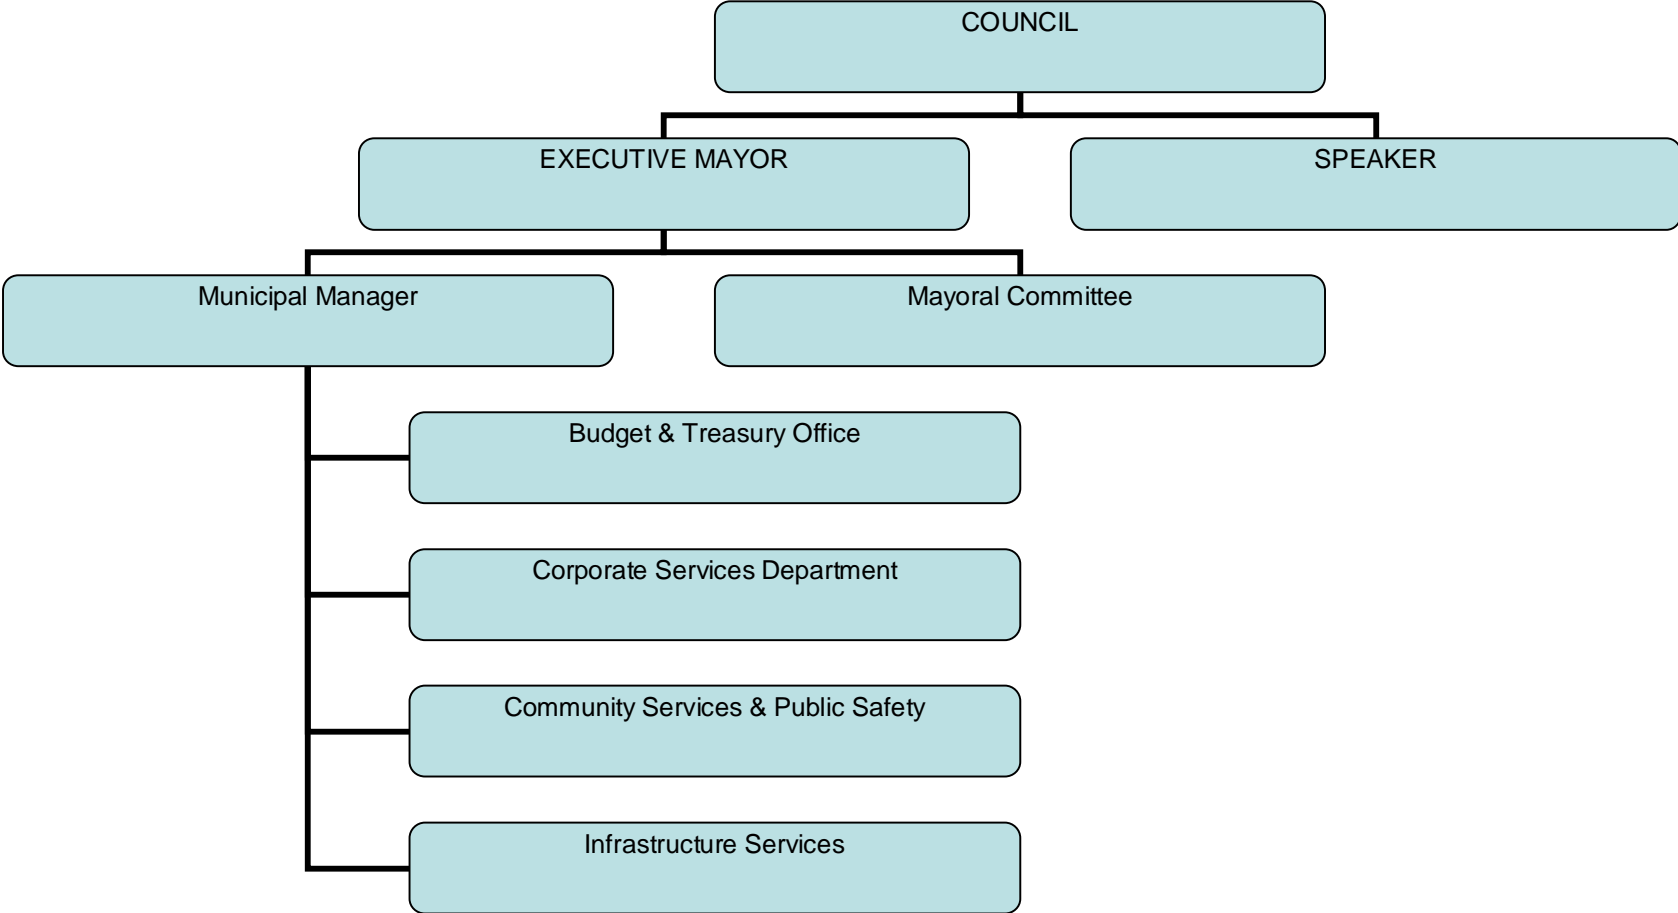 COUNCIL
EXECUTIVE MAYOR
SPEAKER
Municipal Manager
Mayoral Committee
Budget & Treasury Office
Corporate Services Department
Community Services & Public Safety
Infrastructure Services